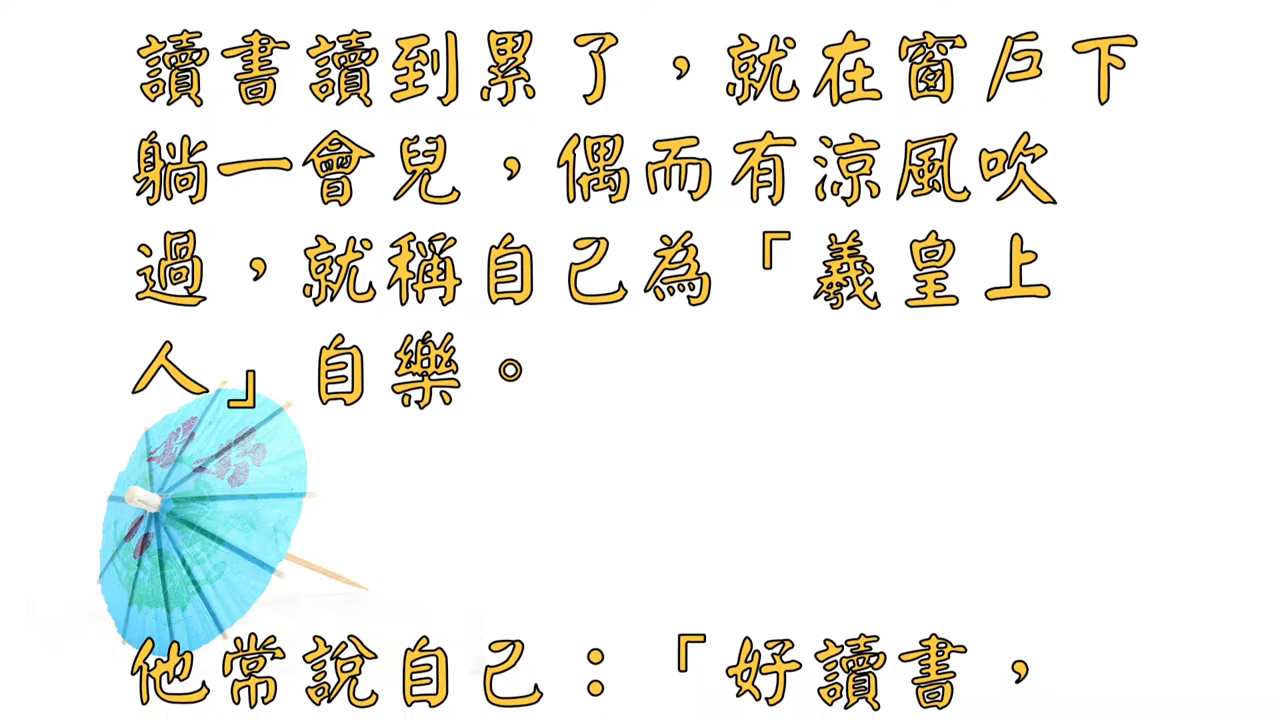 讀書讀到累了，就在窗戶下
躺一會兒，偶而有涼風吹
過，就稱自己為「羲皇上
人」自樂。
他常說自己：「好讀書，